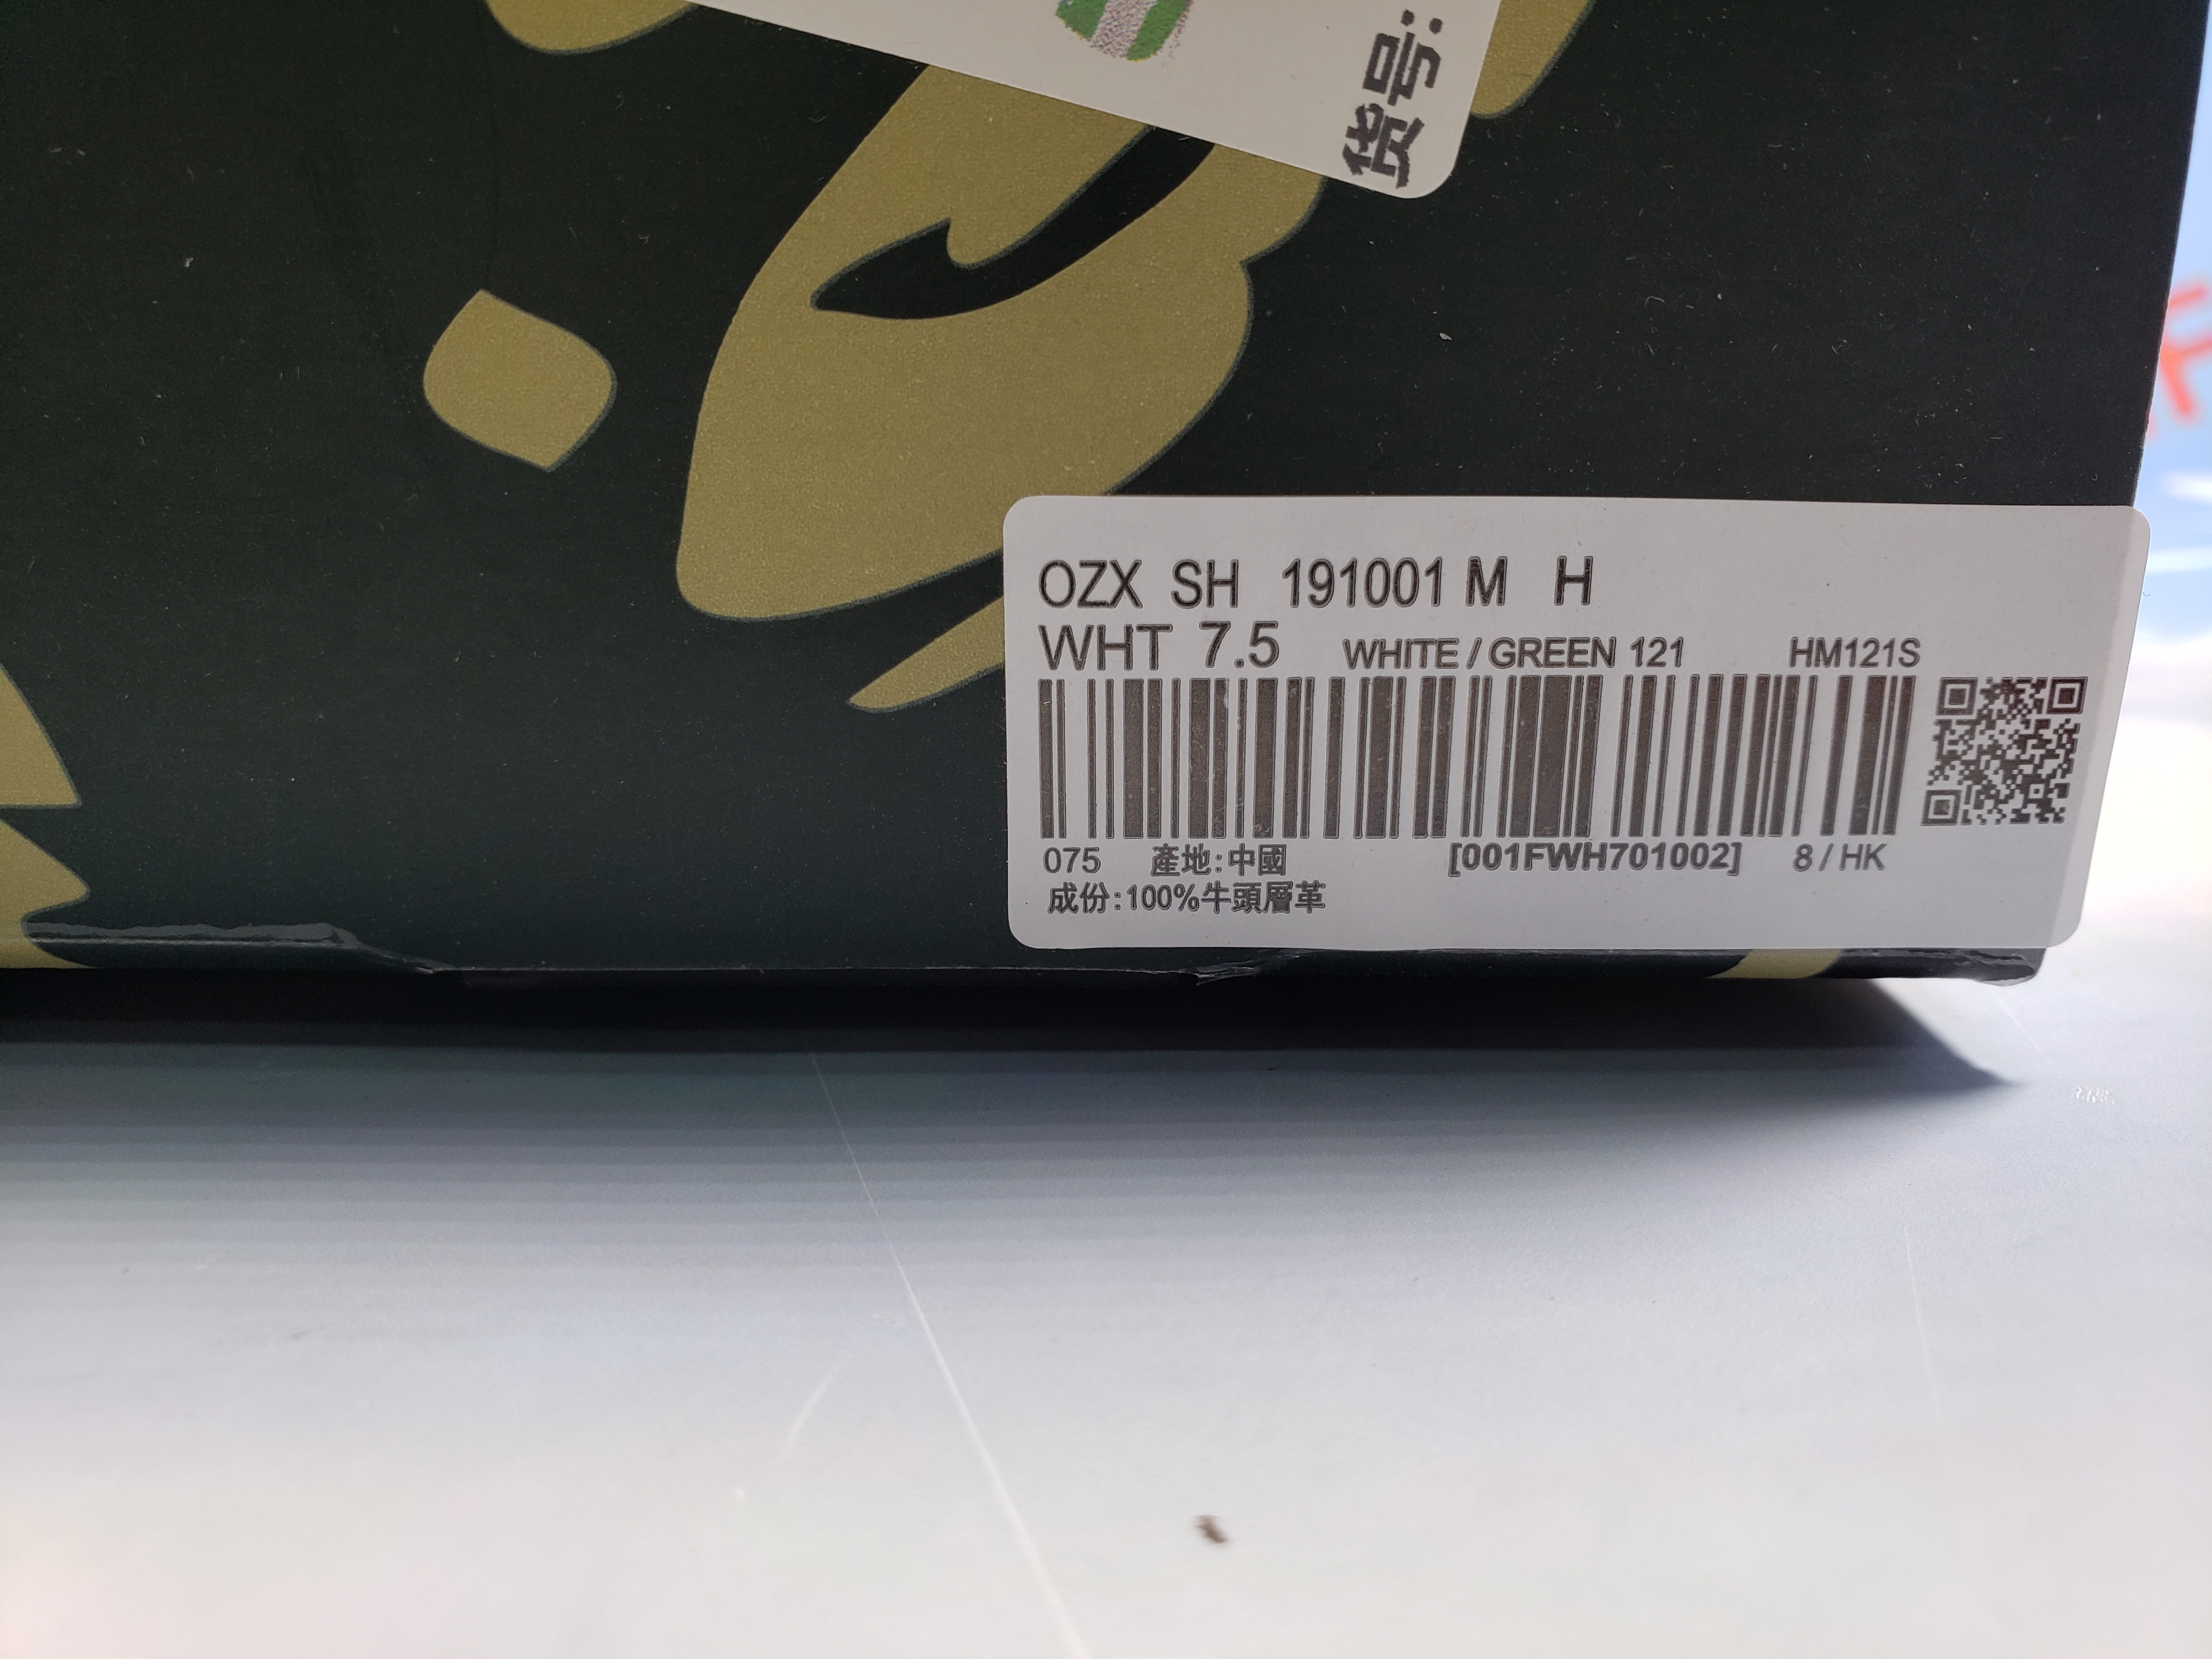 货号:
OZX SH 191001 M H
WHT 7.5 WHITE / GREEN 121 HM121S
075 產地:中國 [001FWH701002] 8 / HK
成份:100%牛頭層革